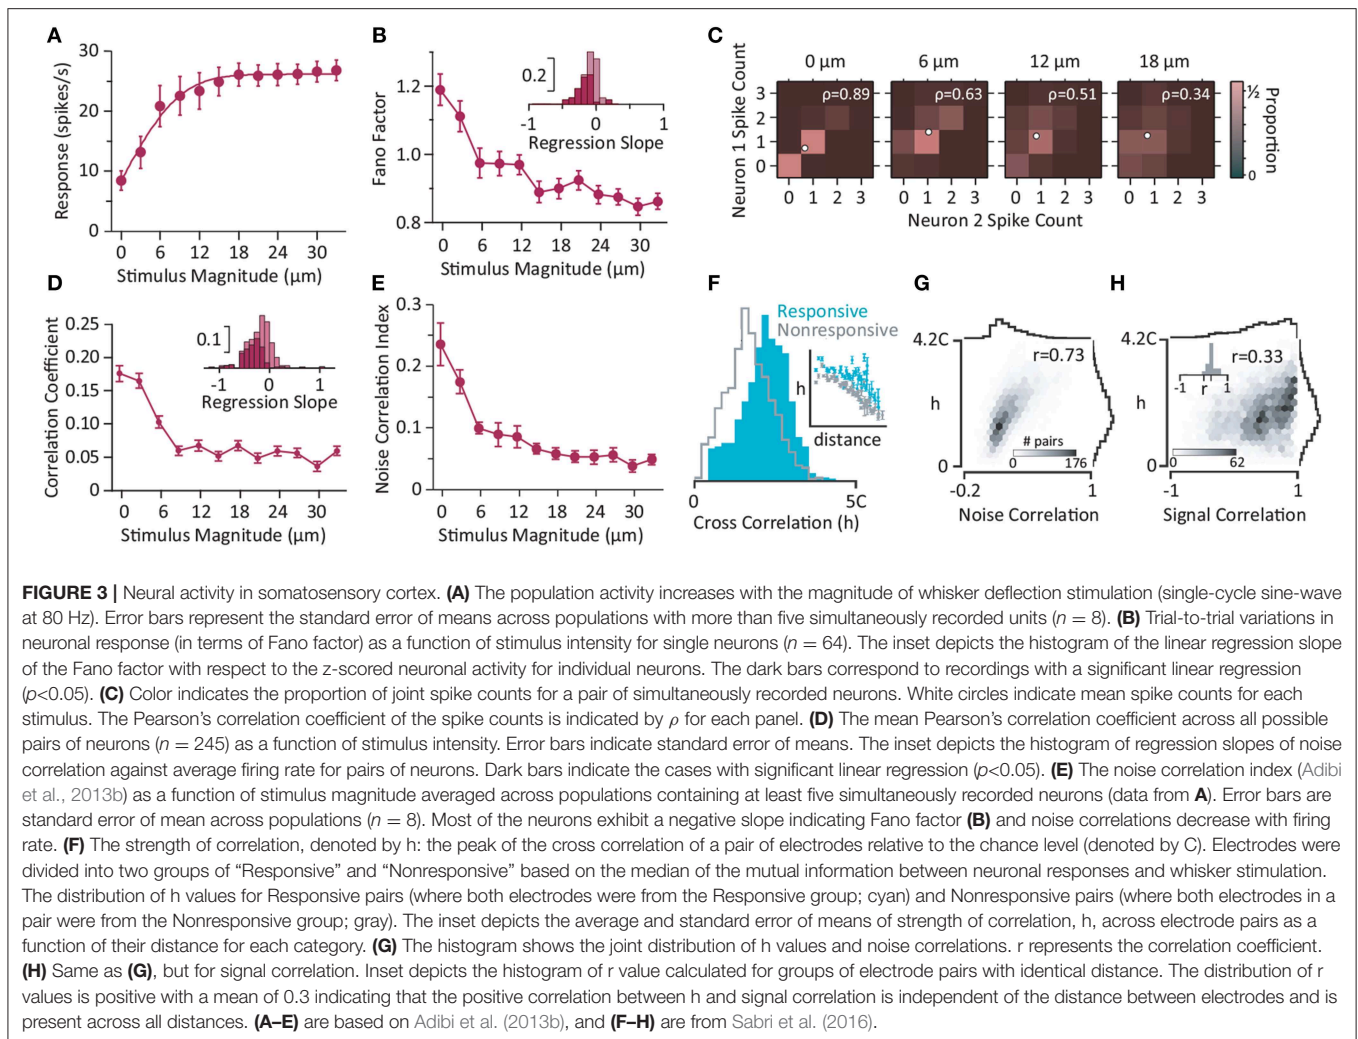 A
30
20
10
0
Response (spikes/s)
0 6 12 18 24 30
Stimulus Magnitude (µm)
B
1.2
1.0
0.8
Fano Factor
0.2
-1 0 1
Regression Slope
0 6 12 18 24 30
Stimulus Magnitude (µm)
C
0 µm 6 µm 12 µm 18 µm
ρ=0.89 ρ=0.63 ρ=0.51 ρ=0.34
3
2
1
0
Neuron 1 Spike Count
0 1 2 3 0 1 2 3 0 1 2 3 0 1 2 3
Neuron 2 Spike Count
½
0
Proportion
D
0.25
0.20
0.15
0.10
0.05
0
Correlation Coefficient
0.1
-1 0 1
Regression Slope
0 6 12 18 24 30
Stimulus Magnitude (µm)
E
0.3
0.2
0.1
0
Noise Correlation Index
0 6 12 18 24 30
Stimulus Magnitude (µm)
F
Responsive
Nonresponsive
h
distance
0 5C
Cross Correlation (h)
G
4.2C
h
0
r=0.73
# pairs
0 176
-0.2 1
Noise Correlation
H
4.2C
h
0
r=0.33
-1 r 1
0 62
-1 1
Signal Correlation
FIGURE 3 | Neural activity in somatosensory cortex. (A) The population activity increases with the magnitude of whisker deflection stimulation (single-cycle sine-wave
at 80 Hz). Error bars represent the standard error of means across populations with more than five simultaneously recorded units (n = 8). (B) Trial-to-trial variations in
neuronal response (in terms of Fano factor) as a function of stimulus intensity for single neurons (n = 64). The inset depicts the histogram of the linear regression slope
of the Fano factor with respect to the z-scored neuronal activity for individual neurons. The dark bars correspond to recordings with a significant linear regression
(p<0.05). (C) Color indicates the proportion of joint spike counts for a pair of simultaneously recorded neurons. White circles indicate mean spike counts for each
stimulus. The Pearson's correlation coefficient of the spike counts is indicated by ρ for each panel. (D) The mean Pearson's correlation coefficient across all possible
pairs of neurons (n = 245) as a function of stimulus intensity. Error bars indicate standard error of means. The inset depicts the histogram of regression slopes of noise
correlation against average firing rate for pairs of neurons. Dark bars indicate the cases with significant linear regression (p<0.05). (E) The noise correlation index (Adibi
et al., 2013b) as a function of stimulus magnitude averaged across populations containing at least five simultaneously recorded neurons (data from A). Error bars are
standard error of mean across populations (n = 8). Most of the neurons exhibit a negative slope indicating Fano factor (B) and noise correlations decrease with firing
rate. (F) The strength of correlation, denoted by h: the peak of the cross correlation of a pair of electrodes relative to the chance level (denoted by C). Electrodes were
divided into two groups of "Responsive" and "Nonresponsive" based on the median of the mutual information between neuronal responses and whisker stimulation.
The distribution of h values for Responsive pairs (where both electrodes were from the Responsive group; cyan) and Nonresponsive pairs (where both electrodes in a
pair were from the Nonresponsive group; gray). The inset depicts the average and standard error of means of strength of correlation, h, across electrode pairs as a
function of their distance for each category. (G) The histogram shows the joint distribution of h values and noise correlations. r represents the correlation coefficient.
(H) Same as (G), but for signal correlation. Inset depicts the histogram of r value calculated for groups of electrode pairs with identical distance. The distribution of r
values is positive with a mean of 0.3 indicating that the positive correlation between h and signal correlation is independent of the distance between electrodes and is
present across all distances. (A–E) are based on Adibi et al. (2013b), and (F–H) are from Sabri et al. (2016).